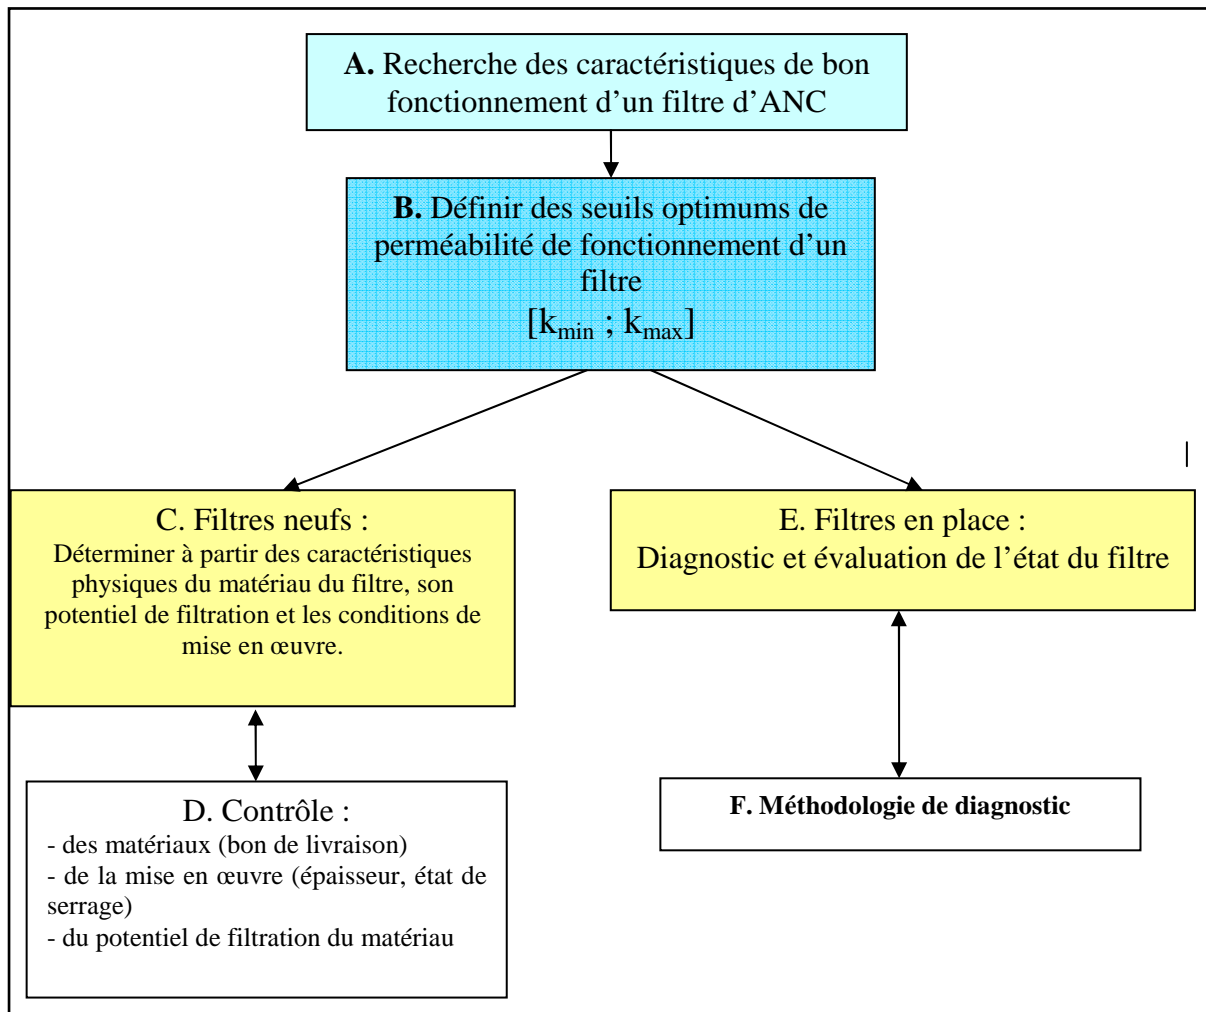 A. Recherche des caractéristiques de bon
fonctionnement d’un filtre d’ANC
B. Définir des seuils optimums de
perméabilité de fonctionnement d’un
filtre
[kmin ; kmax]
C. Filtres neufs :
Déterminer à partir des caractéristiques
physiques du matériau du filtre, son
potentiel de filtration et les conditions de
mise en œuvre.
D. Contrôle :
- des matériaux (bon de livraison)
- de la mise en œuvre (épaisseur, état de
serrage)
- du potentiel de filtration du matériau
E. Filtres en place :
Diagnostic et évaluation de l’état du filtre
F. Méthodologie de diagnostic